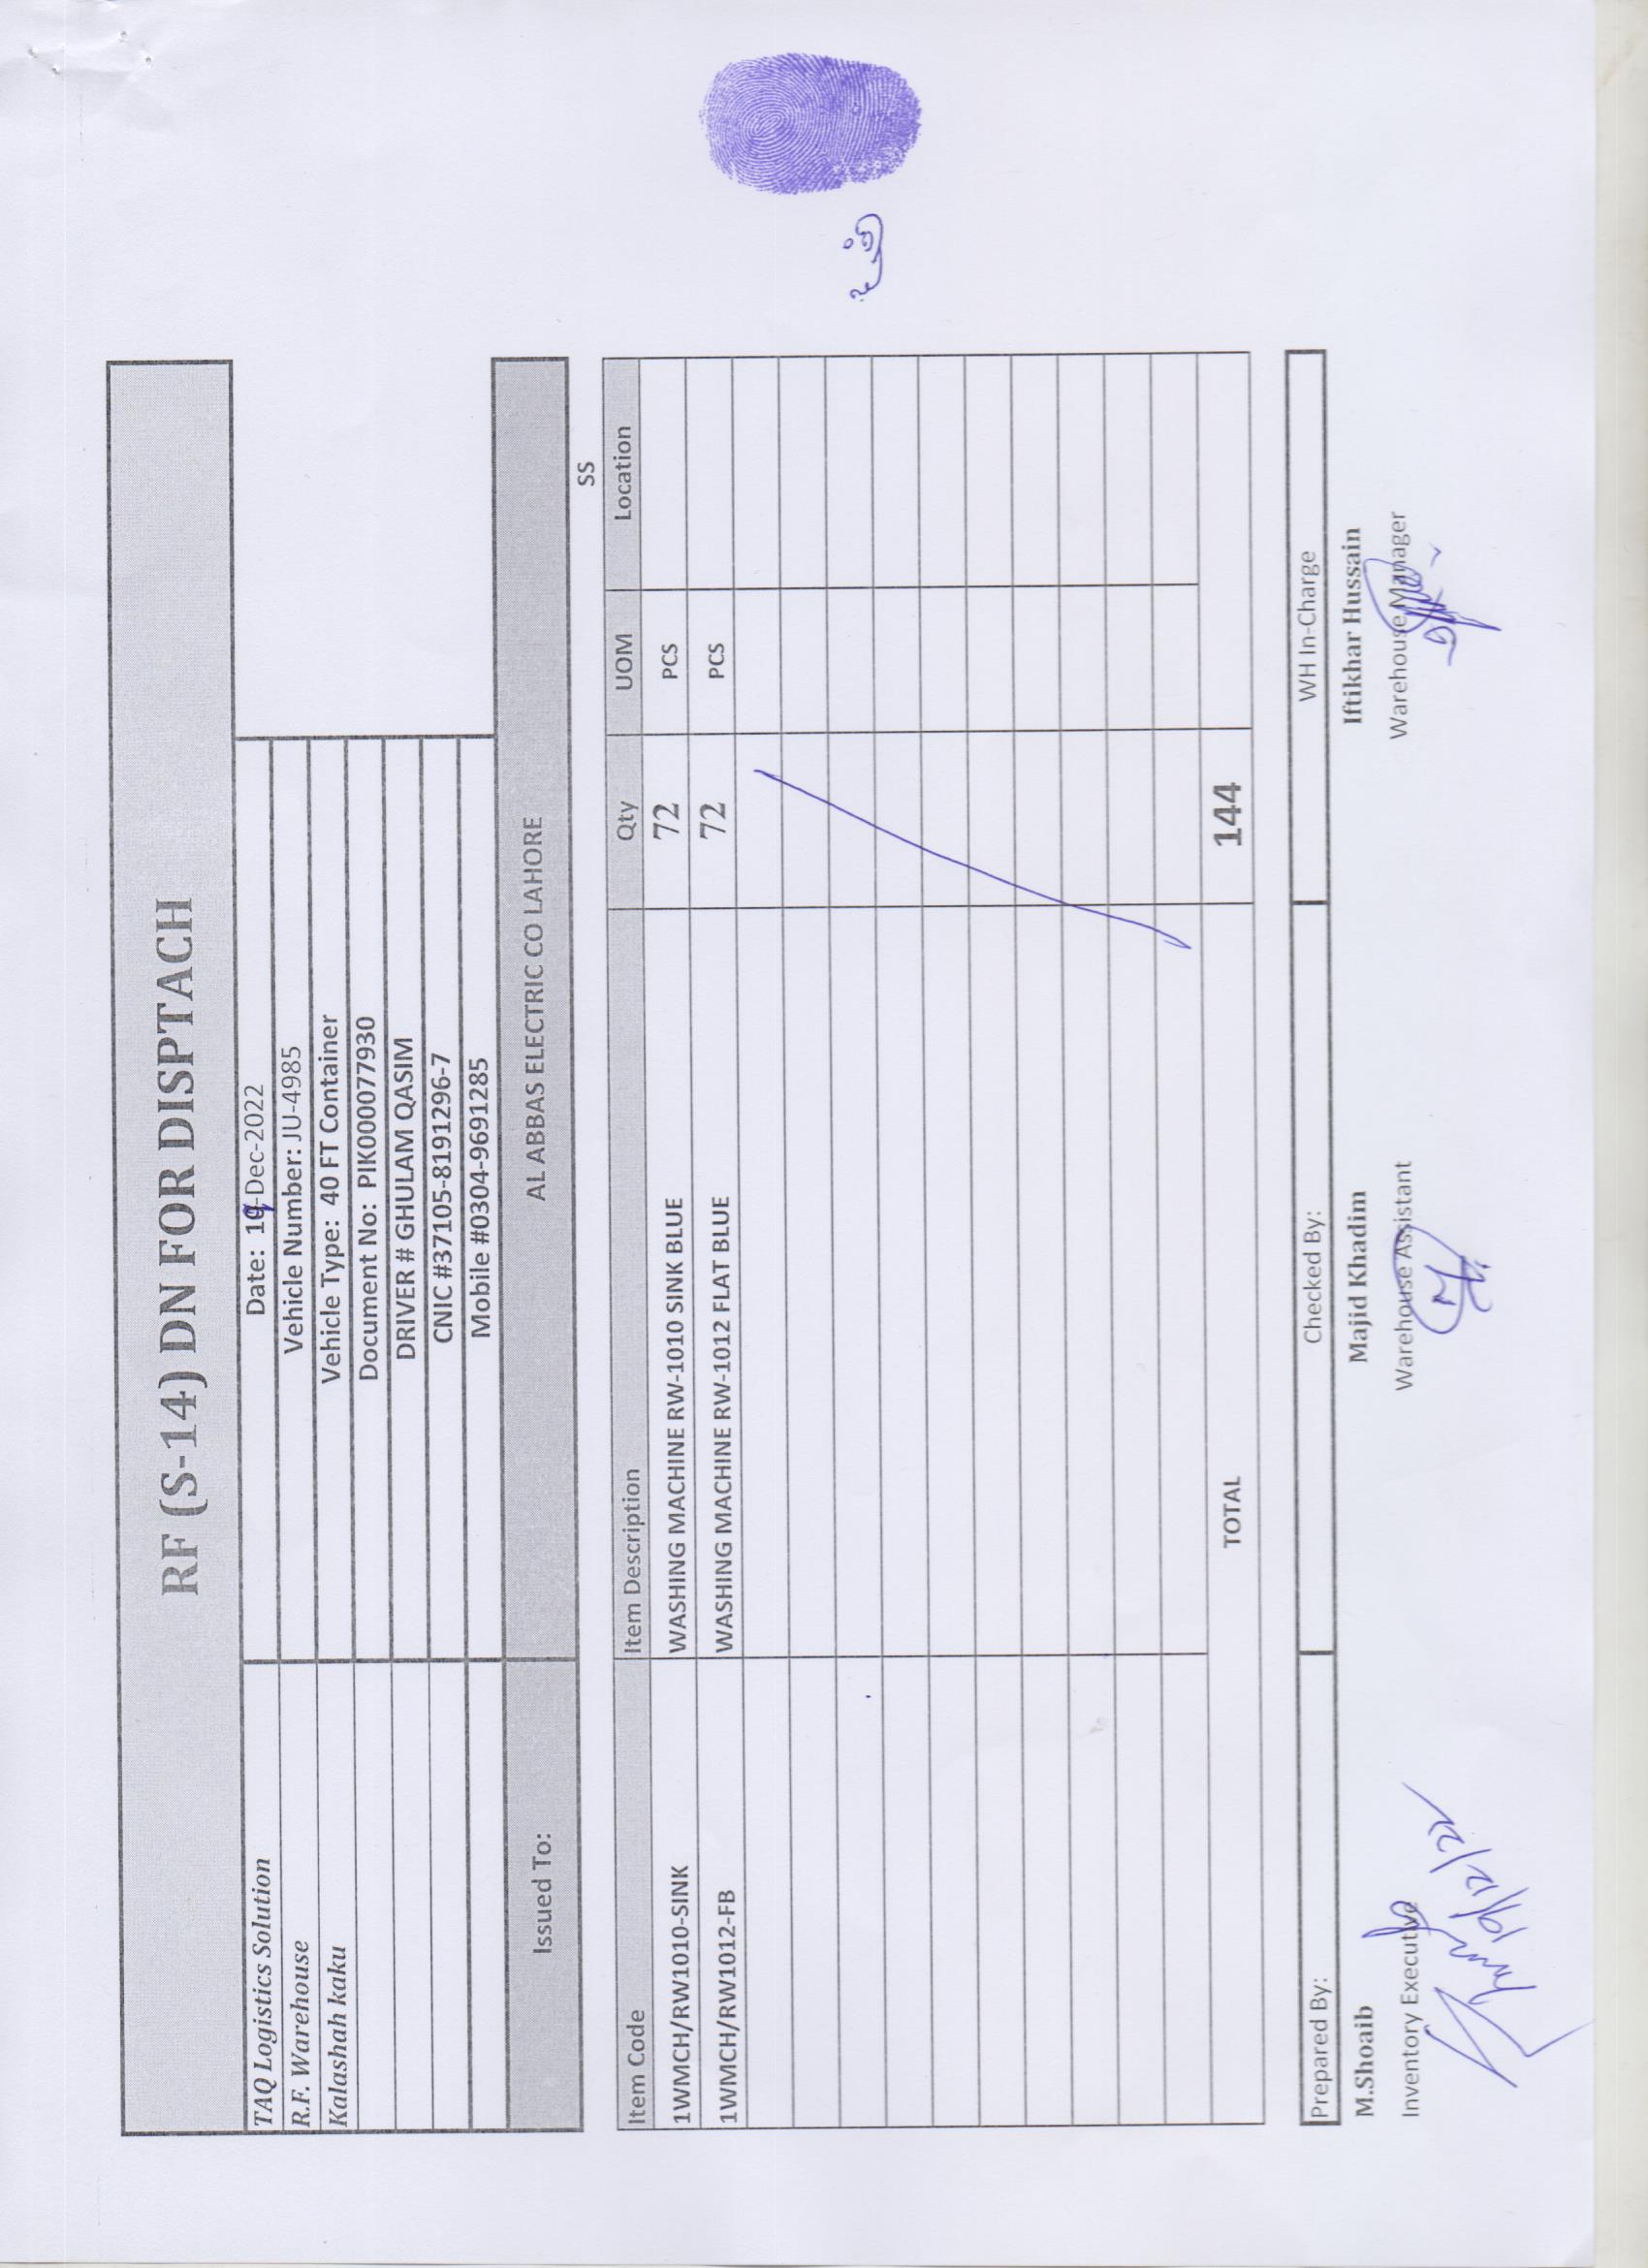 RF (S-14) DN FOR DISPTACH
TAQ Logistics Solution
Date: 19-Dec-2022
R.F. Warehouse
Vehicle Number: JU-4985
Kalashah kaku
Vehicle Type: 40 FT Container
Document No: PIK000077930
DRIVER # GHULAM QASIM
CNIC #37105-8191296-7
Mobile #0304-9691285
Issued To: AL ABBAS ELECTRIC CO LAHORE
SS
Item Code Item Description Qty UOM Location
1WMCH/RW1010-SINK WASHING MACHINE RW-1010 SINK BLUE 72 PCS
1WMCH/RW1012-FB WASHING MACHINE RW-1012 FLAT BLUE 72 PCS
TOTAL 144
Prepared By: Checked By: WH In-Charge
M.Shoaib Majid Khadim Iftikhar Hussain
Inventory Executive Warehouse Assistant Warehouse Manager
19/12/22